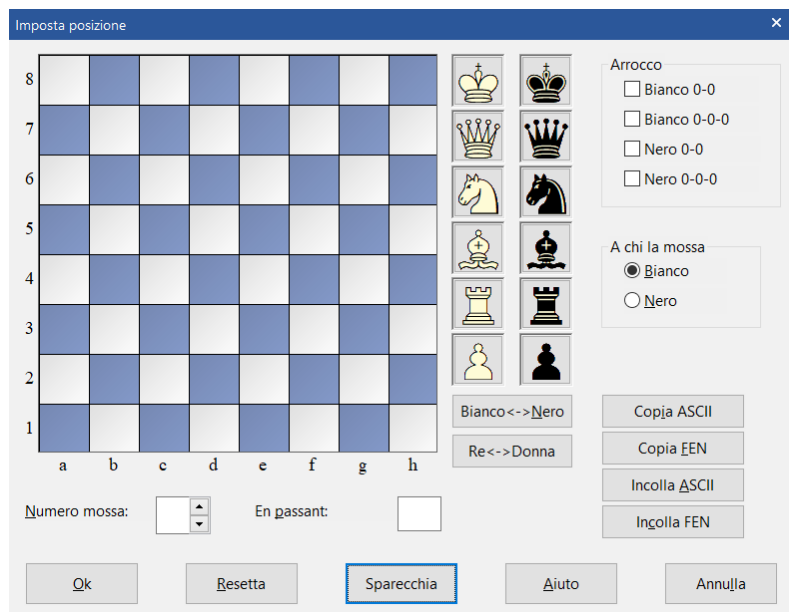 Imposta posizione
8
7
6
5
4
3
2
1
a b c d e f g h
Arrocco
Bianco 0-0
Bianco 0-0-0
Nero 0-0
Nero 0-0-0
A chi la mossa
Bianco
Nero
Bianco<->Nero
Re<->Donna
Copia ASCII
Copia FEN
Incolla ASCII
Incolla FEN
Numero mossa:
En passant:
Ok
Resetta
Sparecchia
Aiuto
Annulla